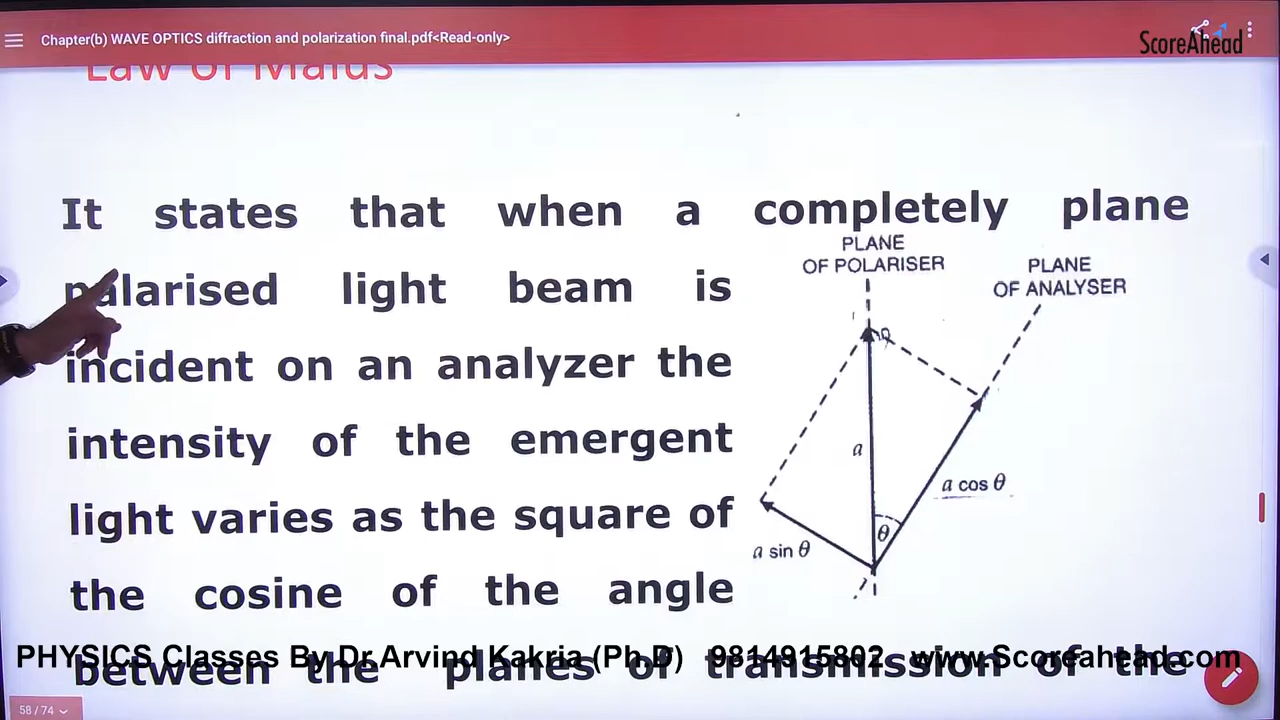 Chapter(b) WAVE OPTICS diffraction and polarization final.pdf<Read-only>
ScoreAhead
Law of Malus
It states that when a completely plane
palarised light beam is
incident on an analyzer the
intensity of the emergent
light varies as the square of
the cosine of the angle
between the planes of transmission of the
PLANE
OF POLARISER
PLANE
OF ANALYSER
a
a cos θ
θ
a sin θ
PHYSICS Classes By Dr Arvind Kakria (Ph.D) 9814915802 www.Scoreahead.com
58 / 74